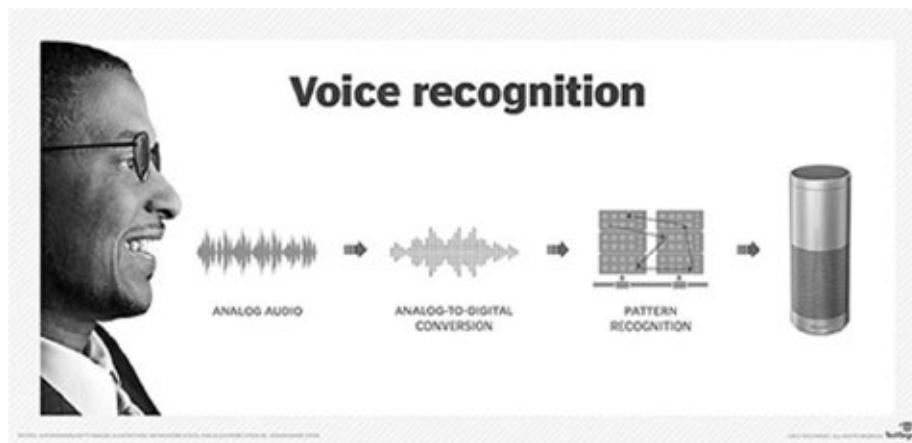 Voice recognition
ANALOG AUDIO
ANALOG-TO-DIGITAL
CONVERSION
PATTERN
RECOGNITION